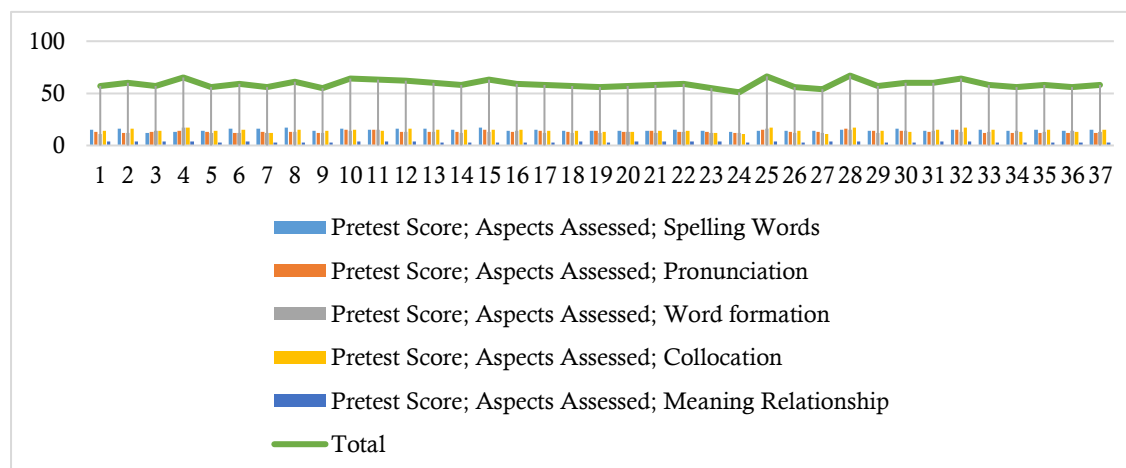 100
50
0
1 2 3 4 5 6 7 8 9 10 11 12 13 14 15 16 17 18 19 20 21 22 23 24 25 26 27 28 29 30 31 32 33 34 35 36 37
Pretest Score; Aspects Assessed; Spelling Words
Pretest Score; Aspects Assessed; Pronunciation
Pretest Score; Aspects Assessed; Word formation
Pretest Score; Aspects Assessed; Collocation
Pretest Score; Aspects Assessed; Meaning Relationship
Total